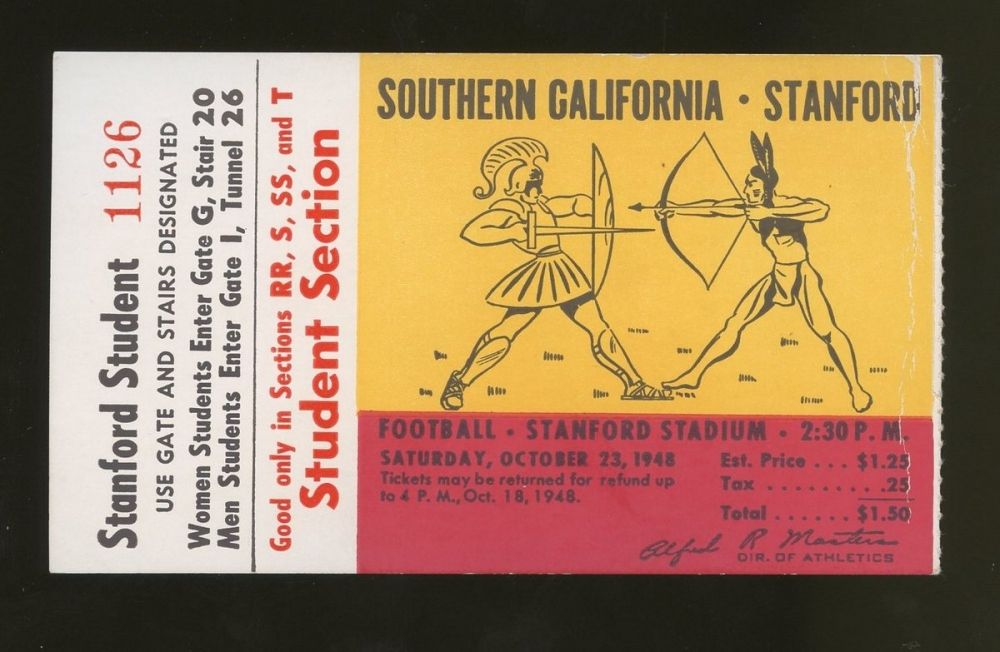 Stanford Student 1126
USE GATE AND STAIRS DESIGNATED
Women Students Enter Gate G, Stair 20
Men Students Enter Gate I, Tunnel 26
Good only in Sections RR, S, SS, and T
Student Section
SOUTHERN CALIFORNIA • STANFORD
FOOTBALL • STANFORD STADIUM • 2:30 P. M.
SATURDAY, OCTOBER 23, 1948
Tickets may be returned for refund up
to 4 P. M., Oct. 18, 1948.
Est. Price ... $1.25
Tax ......... .25
Total ...... $1.50
Alfred R Masters
DIR. OF ATHLETICS